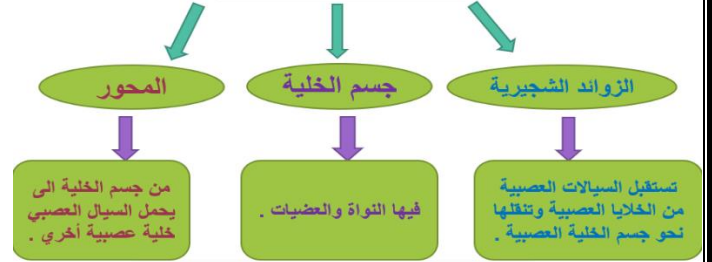 الزوائد الشجيرية
جسم الخلية
المحور
تستقبل السيالات العصبية
من الخلايا العصبية وتنقلها
نحو جسم الخلية العصبية .
فيها النواة والعضيات .
من جسم الخلية الى
يحمل السيال العصبي
خلية عصبية أخري .